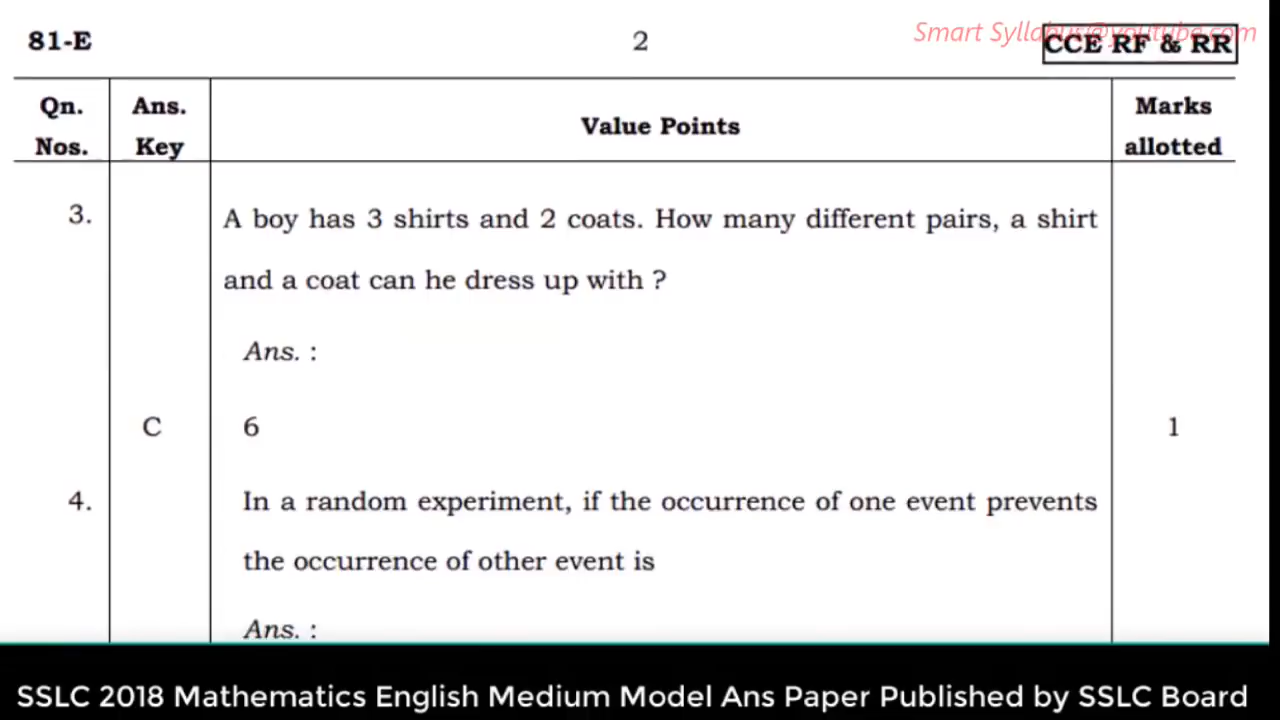 81-E
2
Smart Syllabus@youtube.com
CCE RF & RR
Qn. Nos.
Ans. Key
Value Points
Marks allotted
3.
A boy has 3 shirts and 2 coats. How many different pairs, a shirt
and a coat can he dress up with ?
Ans. :
C
6
1
4.
In a random experiment, if the occurrence of one event prevents
the occurrence of other event is
Ans. :
SSLC 2018 Mathematics English Medium Model Ans Paper Published by SSLC Board